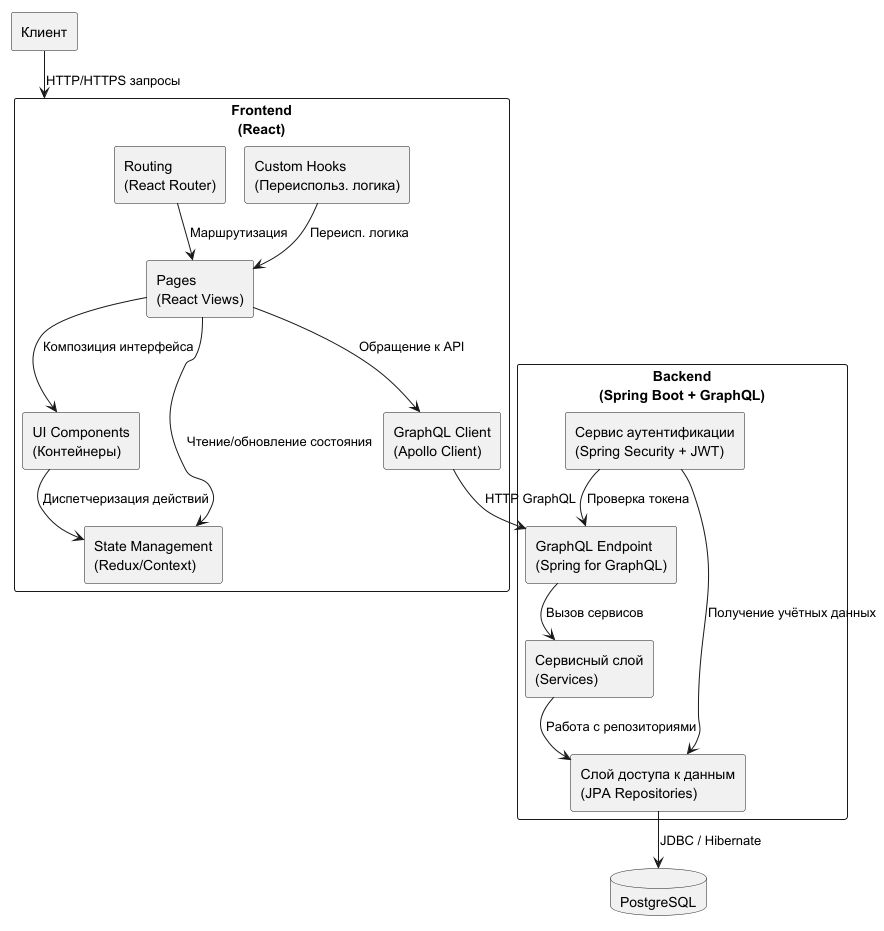 Клиент
HTTP/HTTPS запросы
Frontend
(React)
Routing
(React Router)
Custom Hooks
(Переиспольз. логика)
Маршрутизация
Переисп. логика
Pages
(React Views)
Композиция интерфейса
Обращение к API
Backend
(Spring Boot + GraphQL)
UI Components
(Контейнеры)
Чтение/обновление состояния
GraphQL Client
(Apollo Client)
Сервис аутентификации
(Spring Security + JWT)
Диспетчеризация действий
HTTP GraphQL
Проверка токена
State Management
(Redux/Context)
GraphQL Endpoint
(Spring for GraphQL)
Вызов сервисов
Получение учётных данных
Сервисный слой
(Services)
Работа с репозиториями
Слой доступа к данным
(JPA Repositories)
JDBC / Hibernate
PostgreSQL